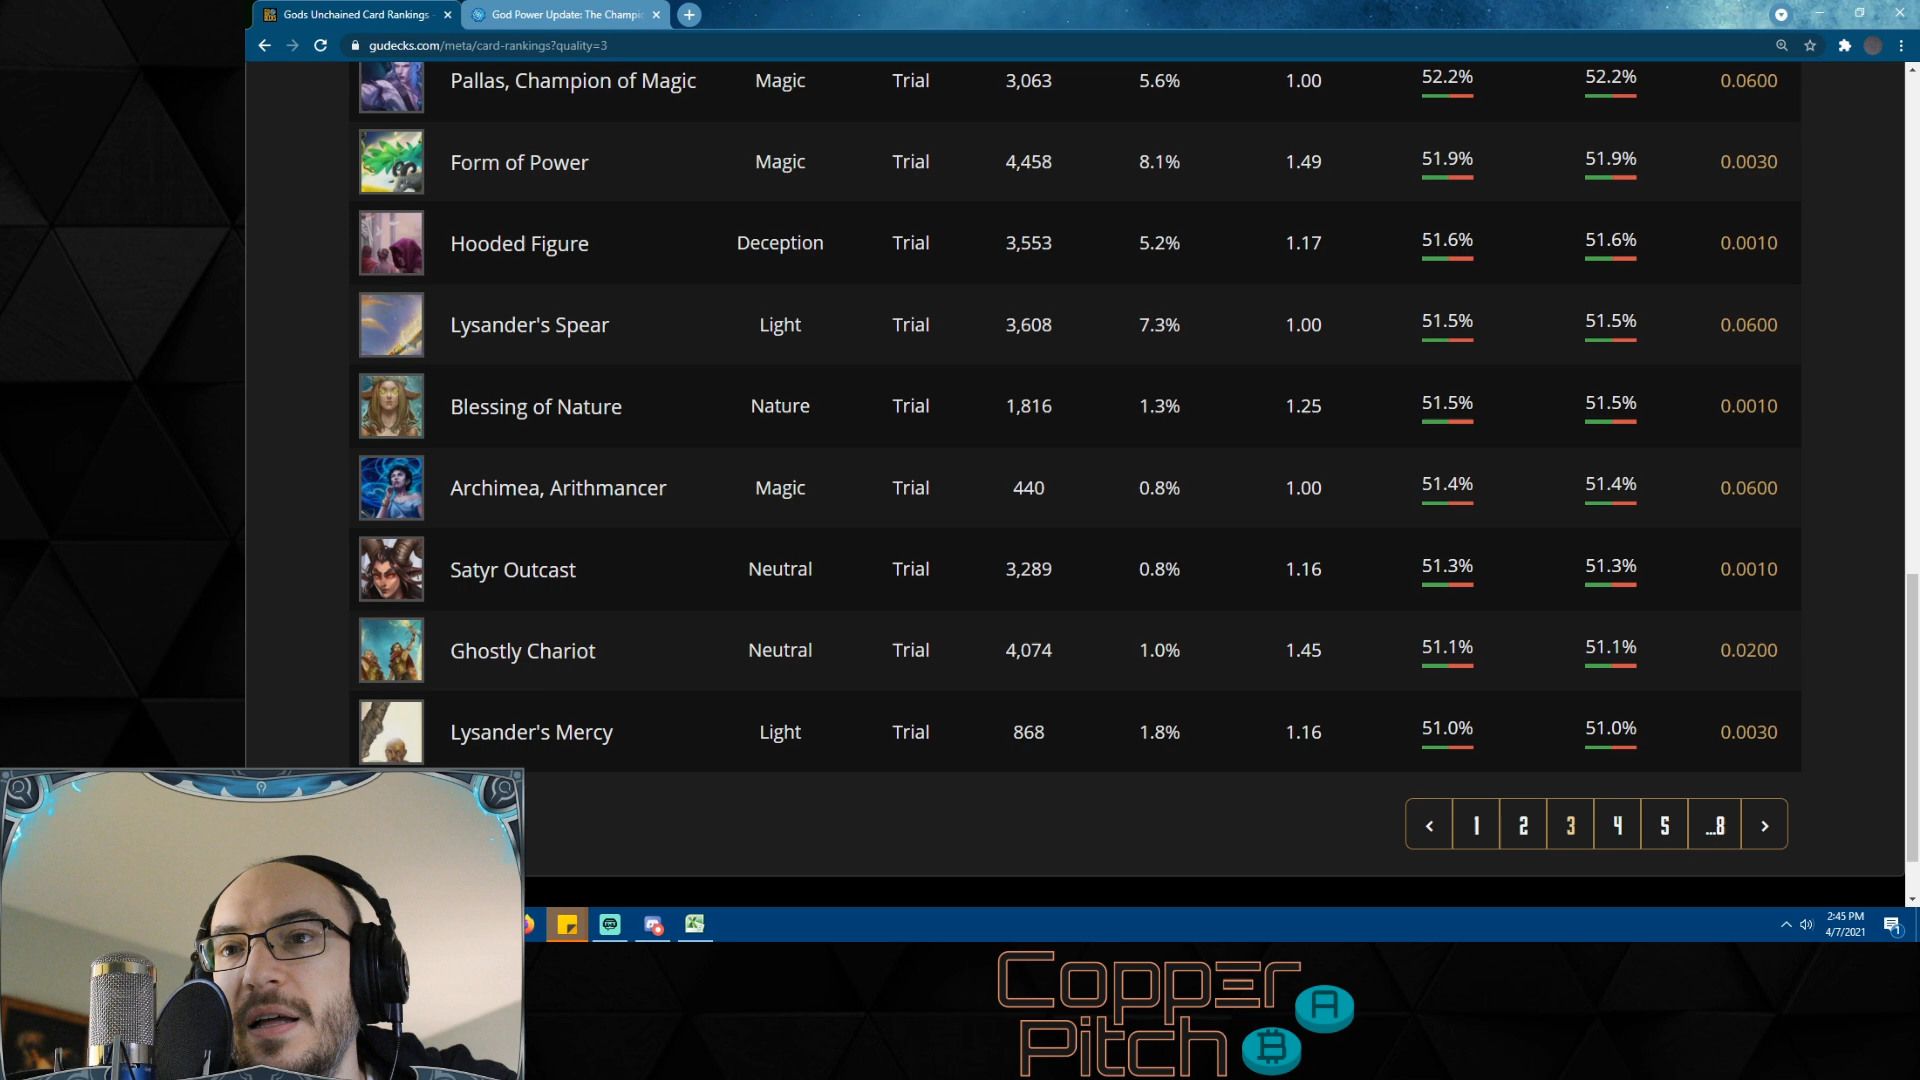 Gods Unchained Card Rankings
God Power Update: The Champi
gudecks.com/meta/card-rankings?quality=3
Pallas, Champion of Magic Magic Trial 3,063 5.6% 1.00 52.2% 52.2% 0.0600
Form of Power Magic Trial 4,458 8.1% 1.49 51.9% 51.9% 0.0030
Hooded Figure Deception Trial 3,553 5.2% 1.17 51.6% 51.6% 0.0010
Lysander's Spear Light Trial 3,608 7.3% 1.00 51.5% 51.5% 0.0600
Blessing of Nature Nature Trial 1,816 1.3% 1.25 51.5% 51.5% 0.0010
Archimea, Arithmancer Magic Trial 440 0.8% 1.00 51.4% 51.4% 0.0600
Satyr Outcast Neutral Trial 3,289 0.8% 1.16 51.3% 51.3% 0.0010
Ghostly Chariot Neutral Trial 4,074 1.0% 1.45 51.1% 51.1% 0.0200
Lysander's Mercy Light Trial 868 1.8% 1.16 51.0% 51.0% 0.0030
< 1 2 3 4 5 ...8 >
2:45 PM
4/7/2021
1
Copper
Pitch
A
B